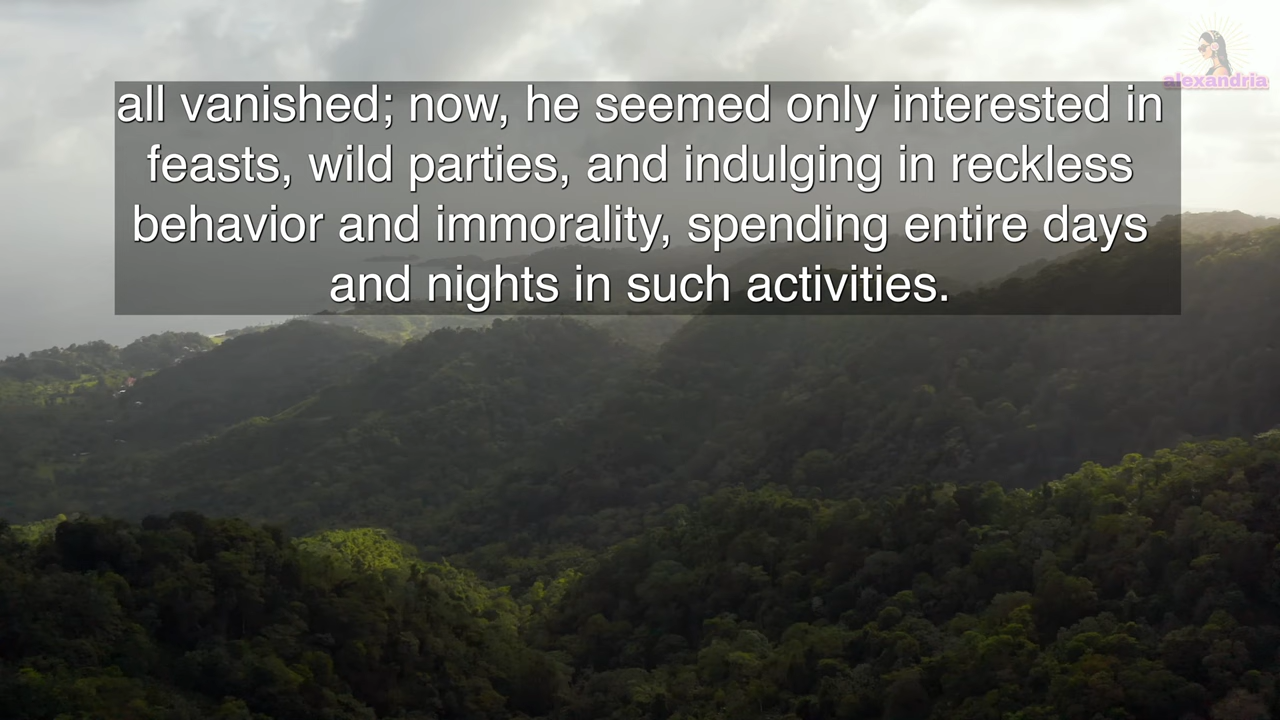 alexandria
all vanished; now, he seemed only interested in
feasts, wild parties, and indulging in reckless
behavior and immorality, spending entire days
and nights in such activities.